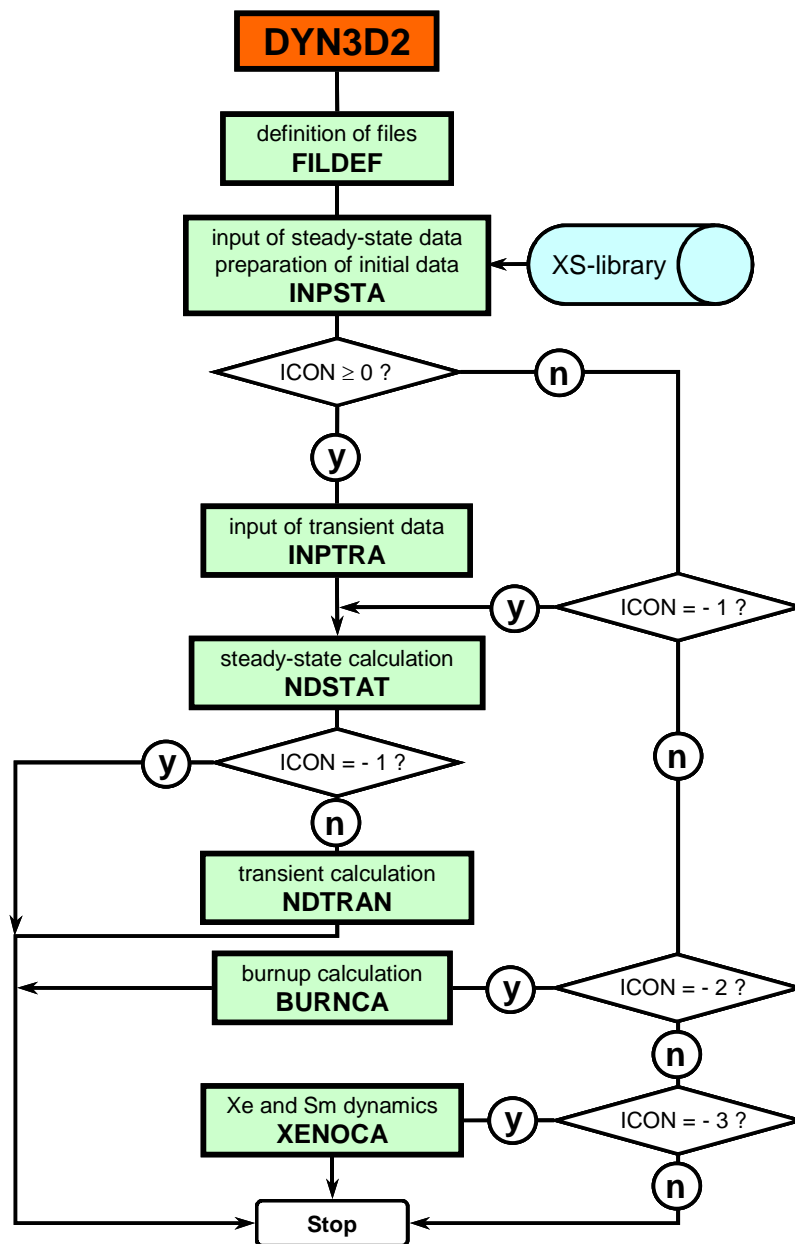 DYN3D2
definition of files
FILDEF
input of steady-state data
preparation of initial data
INPSTA
XS-library
ICON ≥ 0 ?
n
y
input of transient data
INPTRA
y
ICON = - 1 ?
steady-state calculation
NDSTAT
y
ICON = - 1 ?
n
n
transient calculation
NDTRAN
burnup calculation
BURNCA
y
ICON = - 2 ?
n
Xe and Sm dynamics
XENOCA
y
ICON = - 3 ?
n
Stop